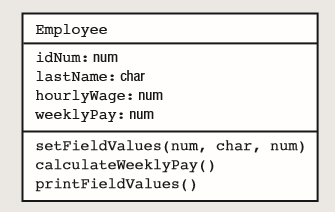 Employee
idNum: num
lastName: char
hourlyWage: num
weeklyPay: num
setFieldValues(num, char, num)
calculateWeeklyPay()
printFieldValues()